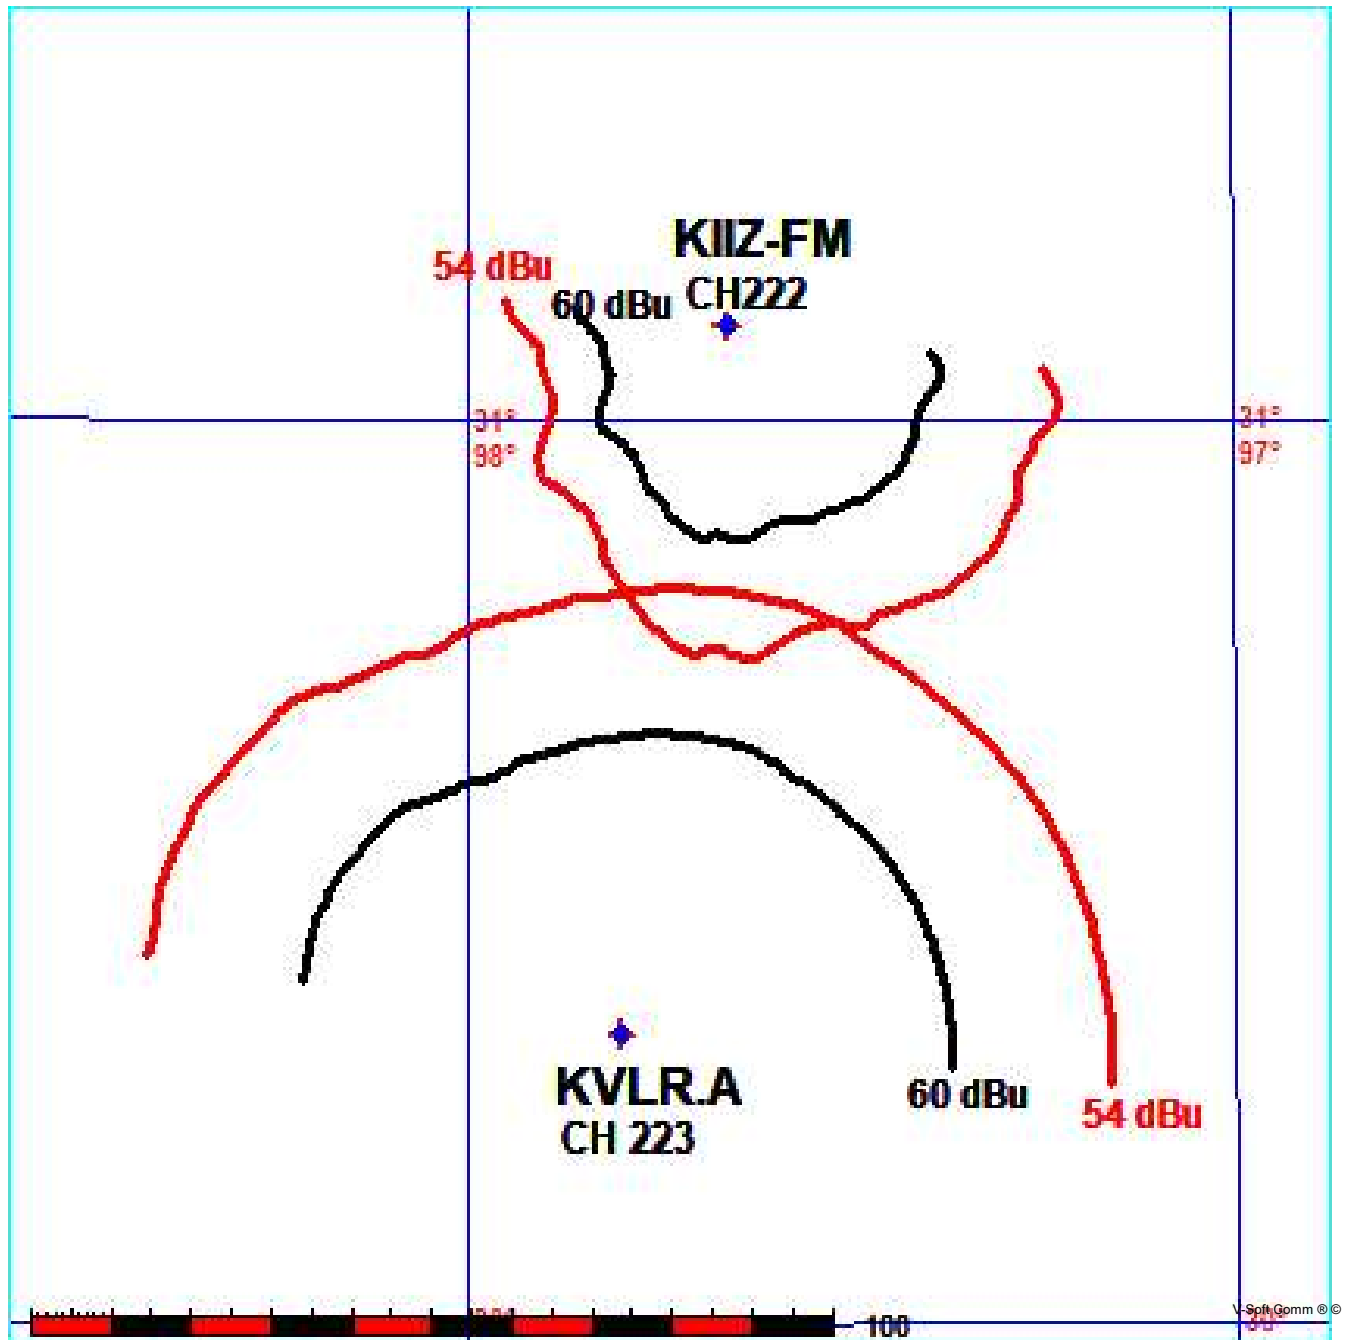 KIIZ-FM
54 dBu
60 dBu
CH222
31°
98°
31°
97°
KVLR.A
60 dBu
CH 223
54 dBu
V-Soft Comm ® ©
100